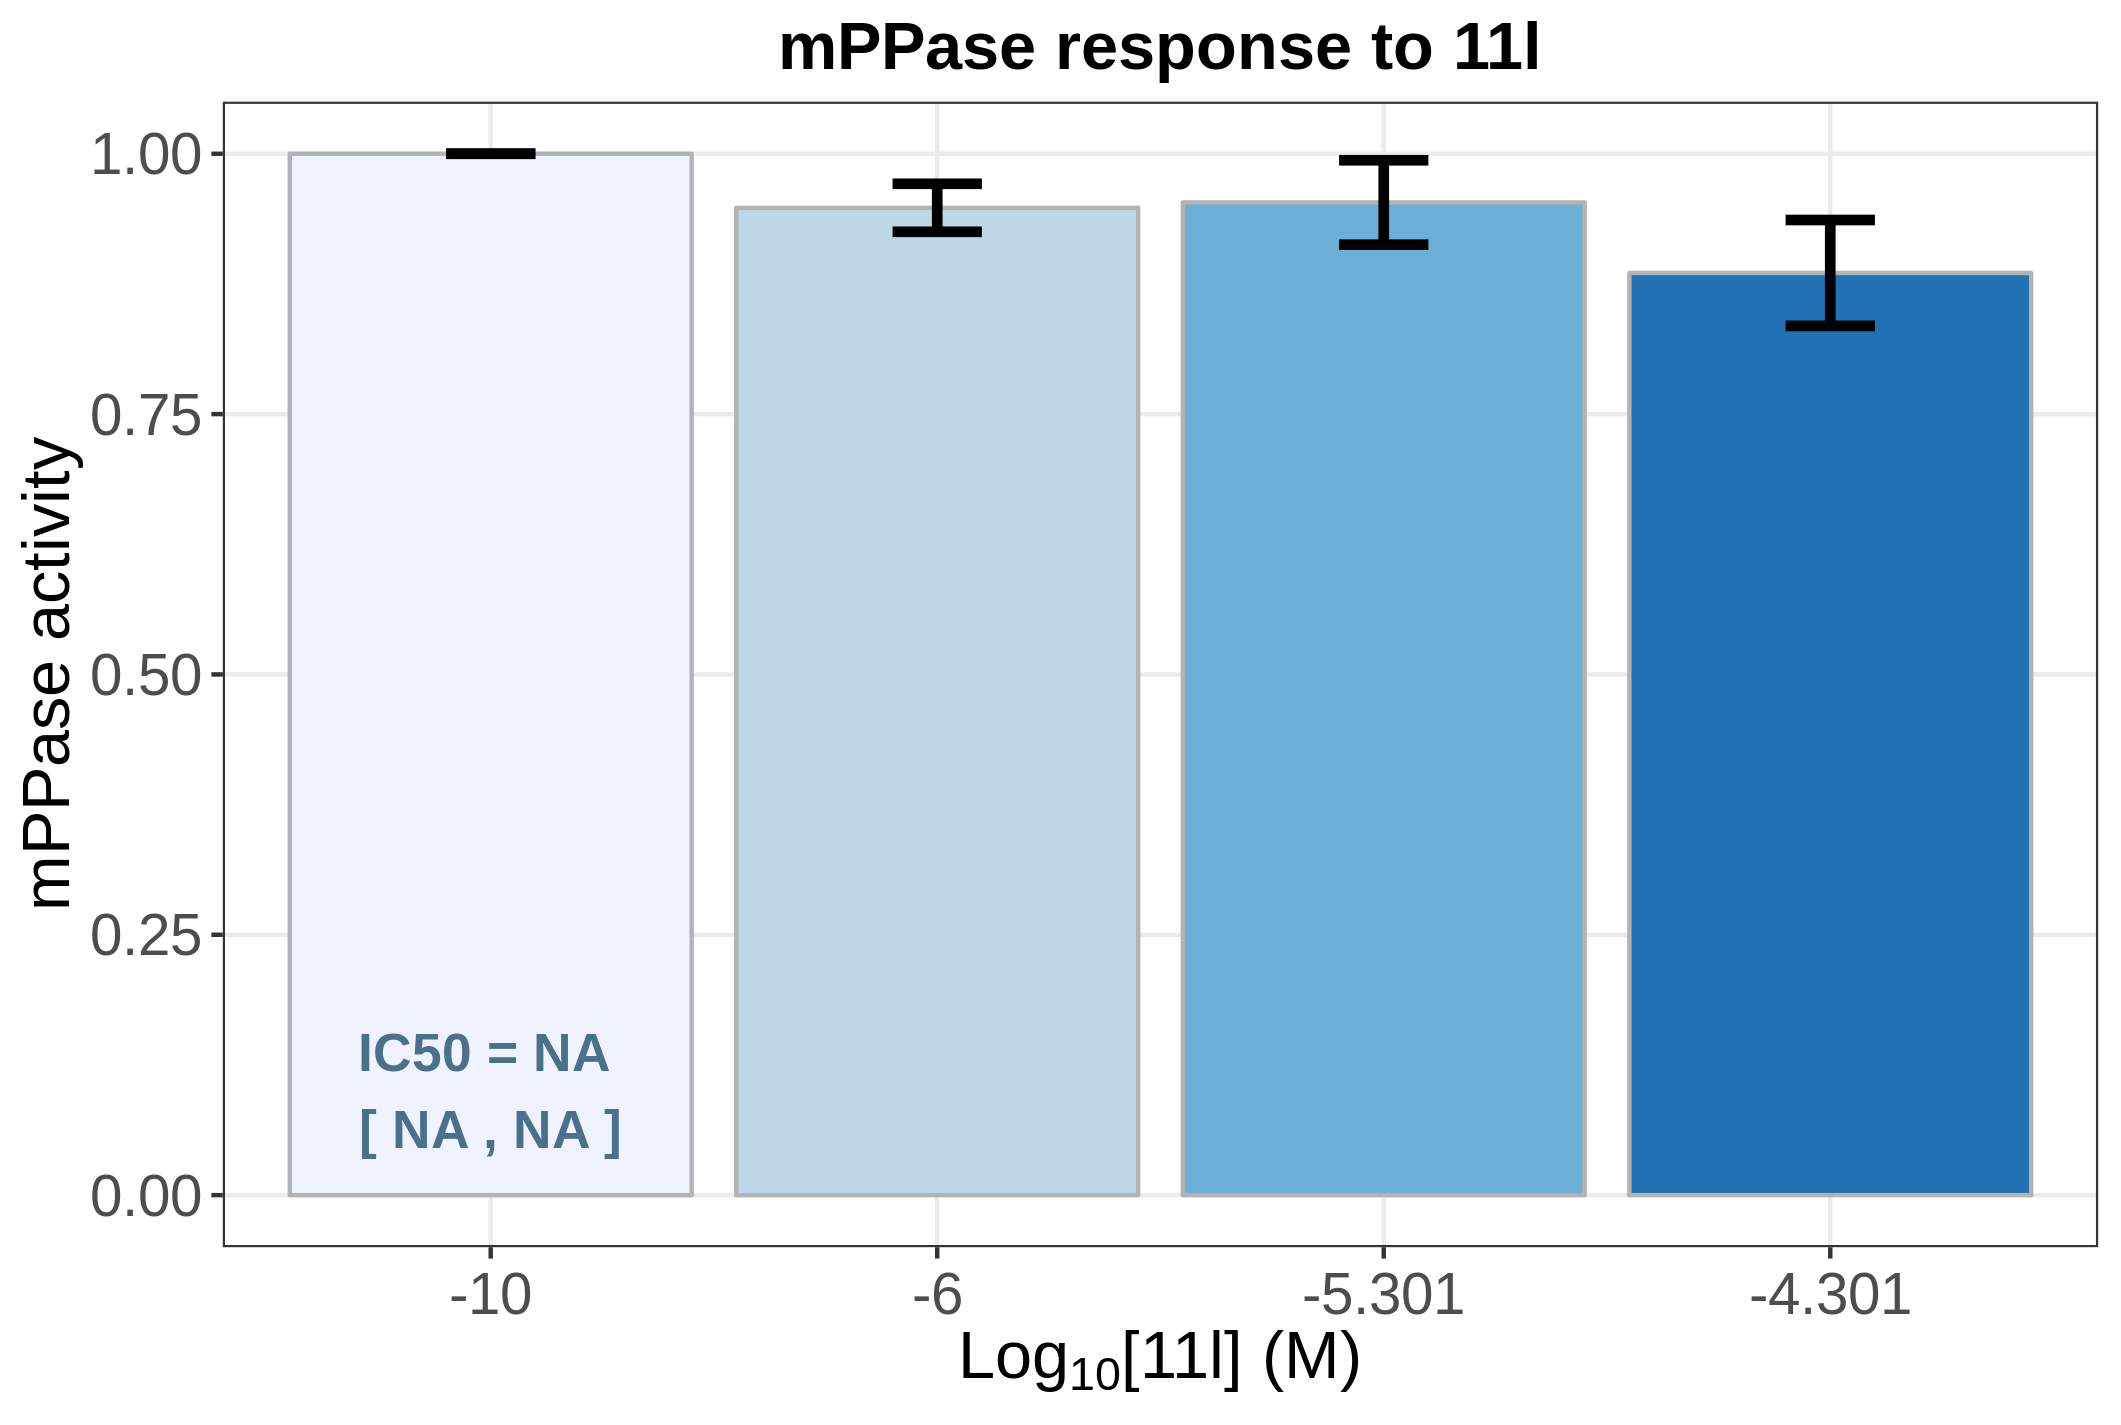 mPPase response to 11l
mPPase activity
1.00
0.75
0.50
0.25
0.00
IC50 = NA
[ NA , NA ]
-10
-6
-5.301
-4.301
Log₁₀[11l] (M)